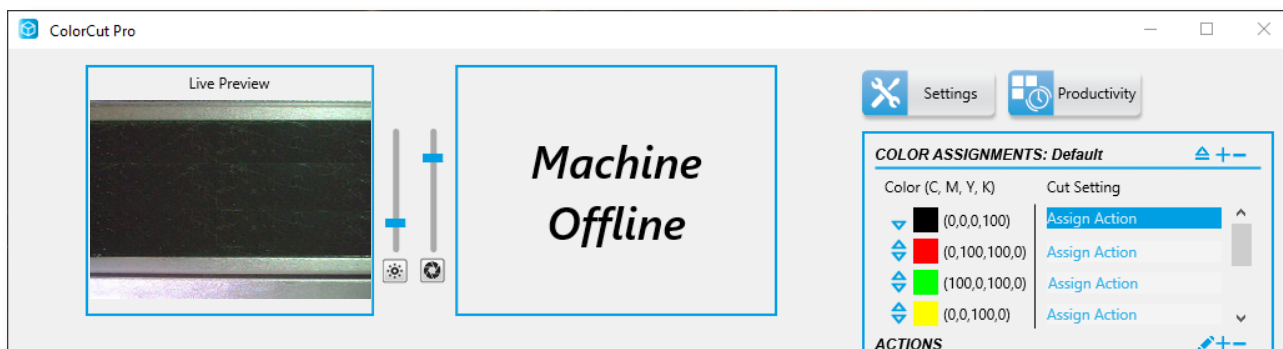 ColorCut Pro
Live Preview
Machine
Offline
Settings
Productivity
COLOR ASSIGNMENTS: Default
Color (C, M, Y, K) Cut Setting
(0,0,0,100) Assign Action
(0,100,100,0) Assign Action
(100,0,100,0) Assign Action
(0,0,100,0) Assign Action
ACTIONS